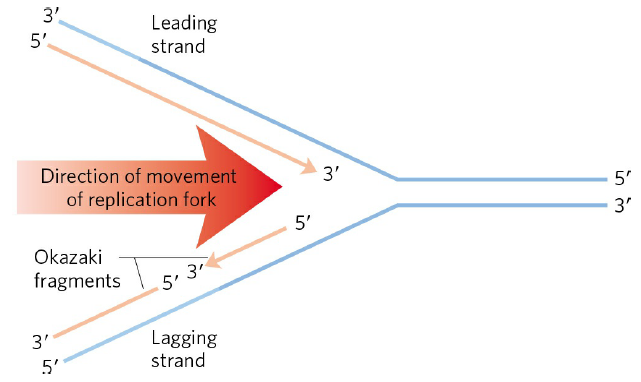 3′
Leading
strand
5′
3′
Direction of movement
of replication fork
5′
3′
5′
Okazaki
fragments
3′
5′
3′
5′
Lagging
strand